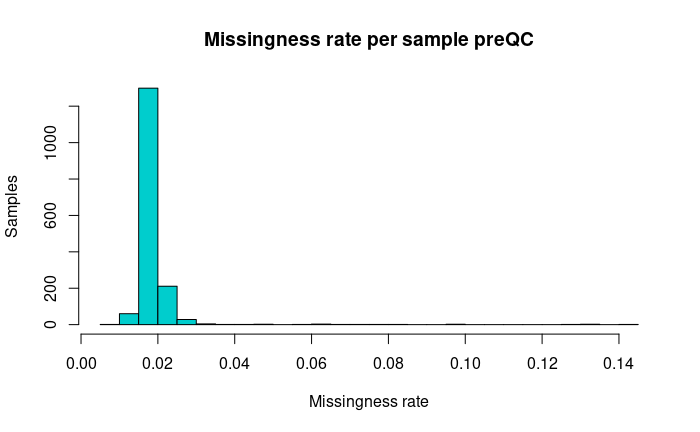 Missingness rate per sample preQC
Samples
1000
600
200
0
0.00 0.02 0.04 0.06 0.08 0.10 0.12 0.14
Missingness rate